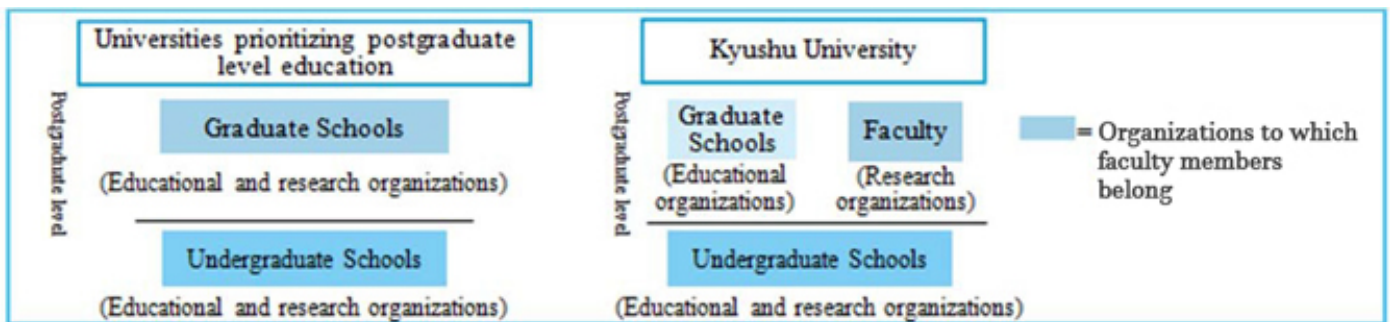 Universities prioritizing postgraduate
level education
Postgraduate level
Graduate Schools
(Educational and research organizations)
Undergraduate Schools
(Educational and research organizations)
Kyushu University
Postgraduate level
Graduate
Schools
(Educational
organizations)
Faculty
(Research
organizations)
Undergraduate Schools
(Educational and research organizations)
= Organizations to which
faculty members
belong